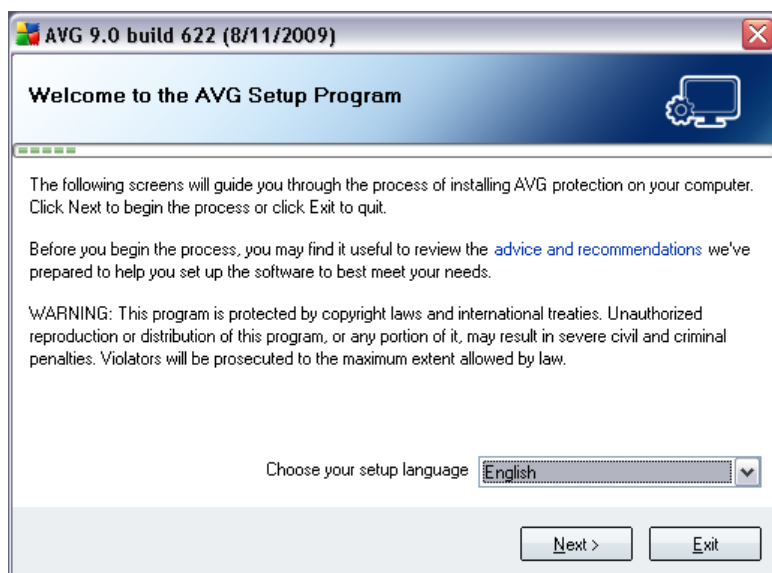 AVG 9.0 build 622 (8/11/2009)
Welcome to the AVG Setup Program
The following screens will guide you through the process of installing AVG protection on your computer.
Click Next to begin the process or click Exit to quit.
Before you begin the process, you may find it useful to review the advice and recommendations we've
prepared to help you set up the software to best meet your needs.
WARNING: This program is protected by copyright laws and international treaties. Unauthorized
reproduction or distribution of this program, or any portion of it, may result in severe civil and criminal
penalties. Violators will be prosecuted to the maximum extent allowed by law.
Choose your setup language English
Next > Exit